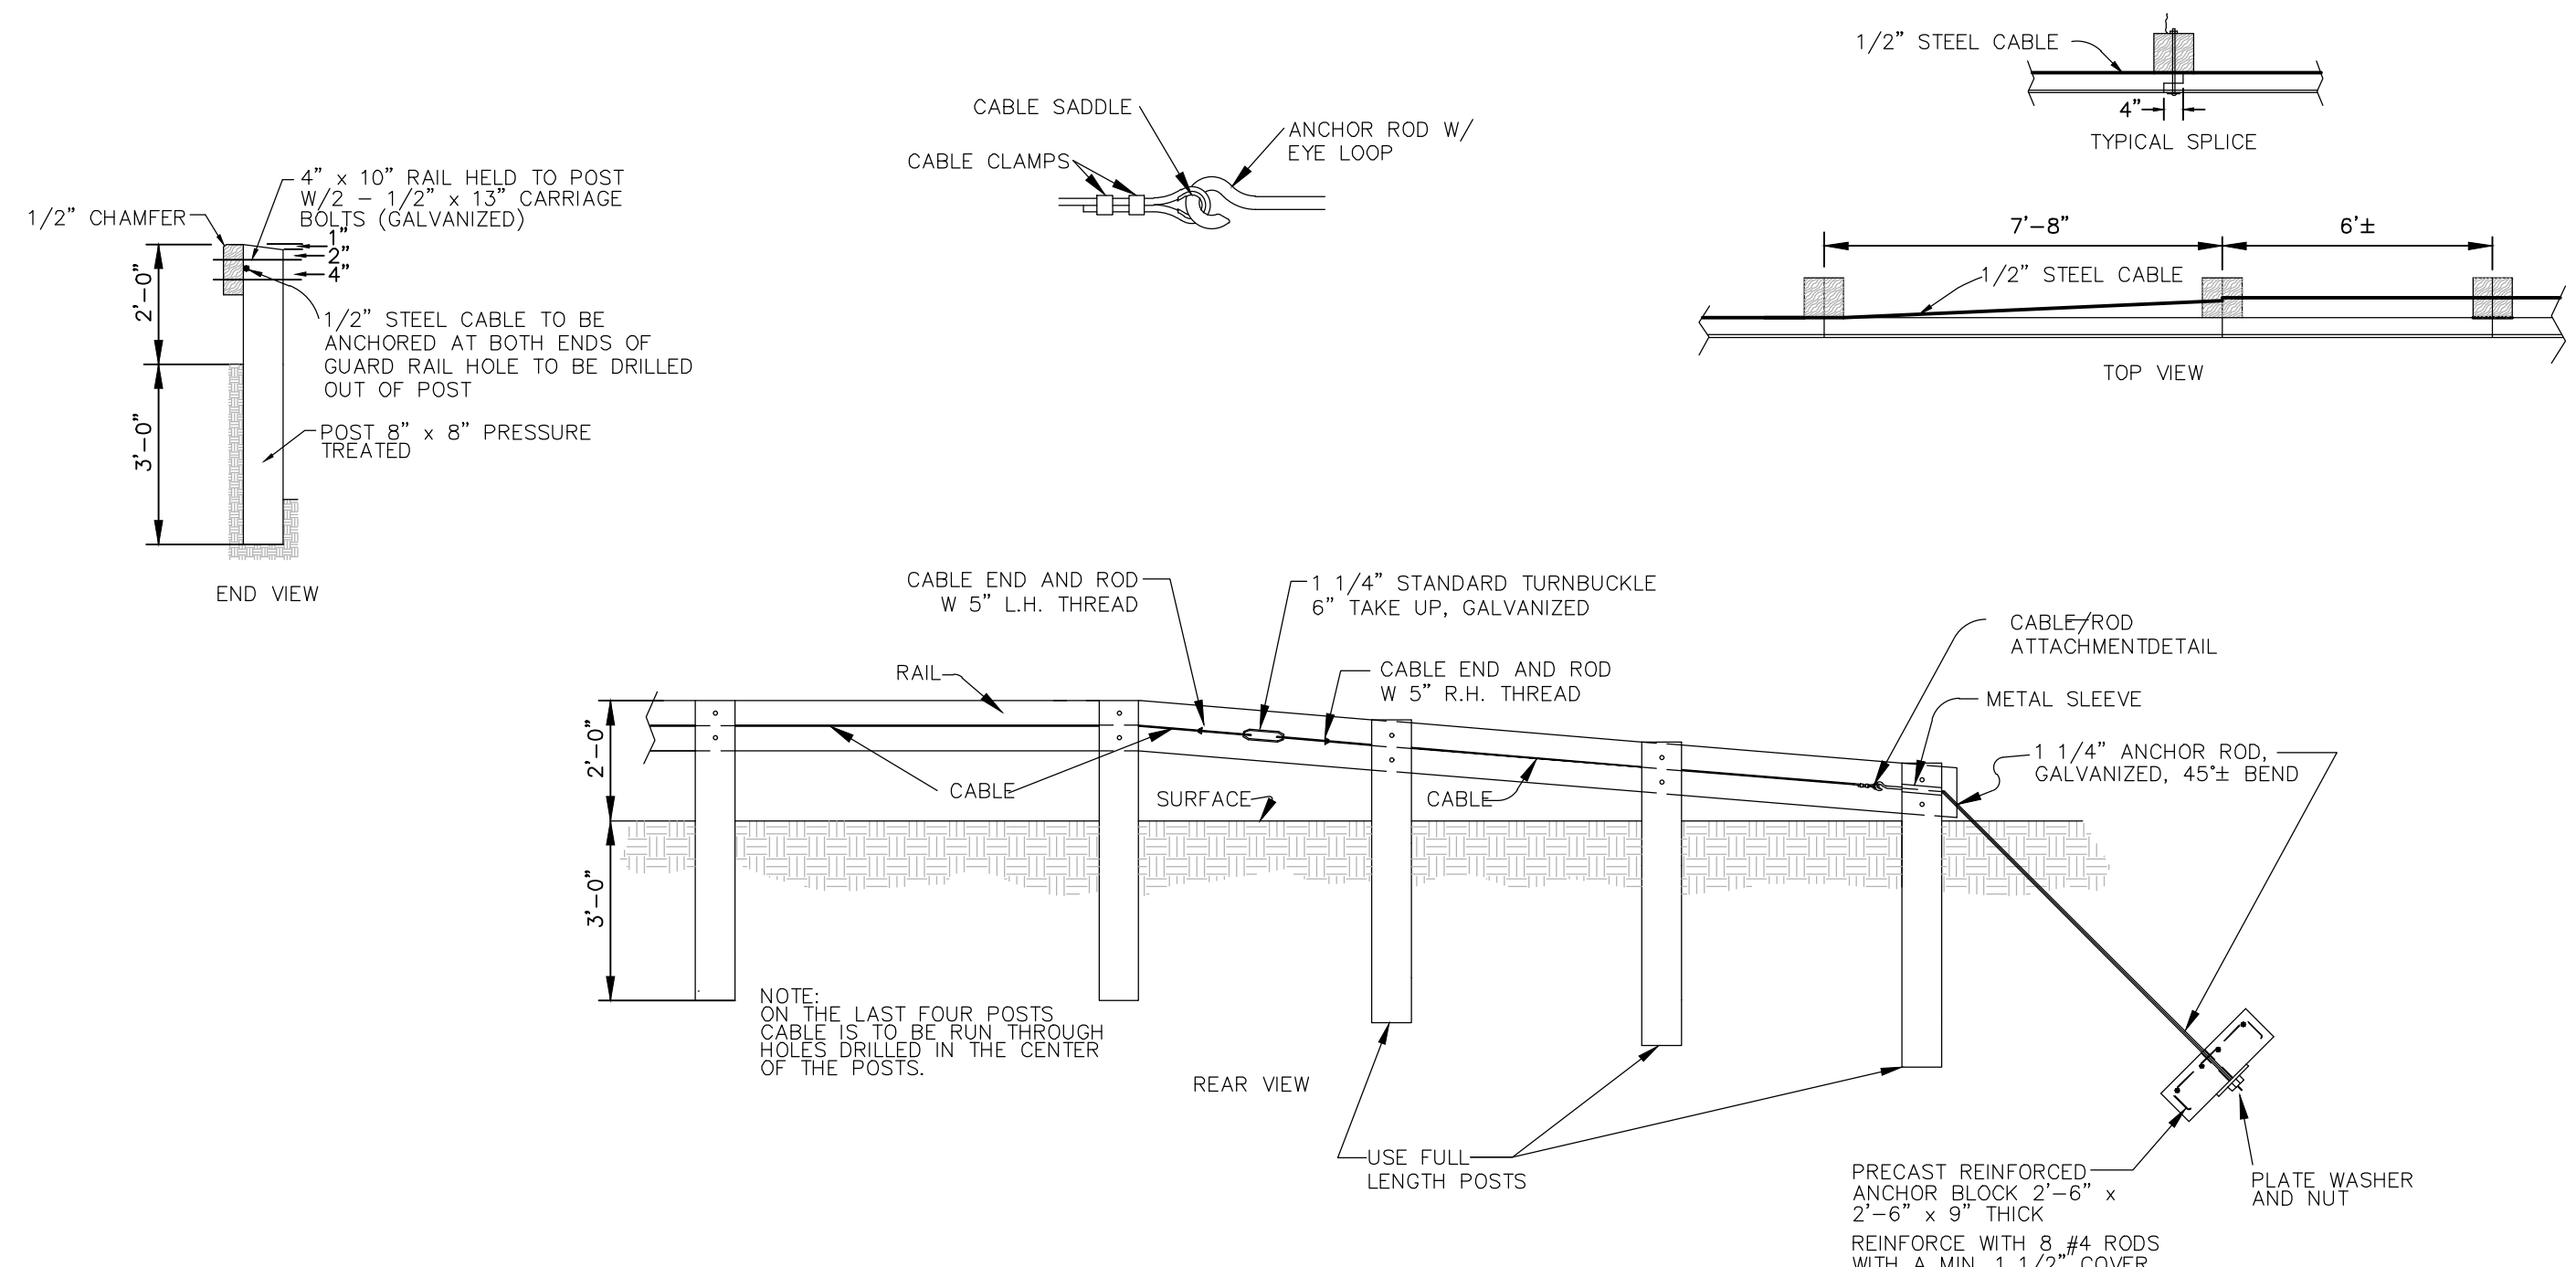 1/2" STEEL CABLE
4"
TYPICAL SPLICE
CABLE SADDLE
ANCHOR ROD W/
EYE LOOP
CABLE CLAMPS
4" x 10" RAIL HELD TO POST
W/2 – 1/2" x 13" CARRIAGE
BOLTS (GALVANIZED)
1/2" CHAMFER
1"
2"
4"
2'–0"
3'–0"
1/2" STEEL CABLE TO BE
ANCHORED AT BOTH ENDS OF
GUARD RAIL HOLE TO BE DRILLED
OUT OF POST
POST 8" x 8" PRESSURE
TREATED
END VIEW
7'–8"
6'±
1/2" STEEL CABLE
TOP VIEW
CABLE END AND ROD
W 5" L.H. THREAD
1 1/4" STANDARD TURNBUCKLE
6" TAKE UP, GALVANIZED
CABLE/ROD
ATTACHMENTDETAIL
RAIL
CABLE END AND ROD
W 5" R.H. THREAD
METAL SLEEVE
1 1/4" ANCHOR ROD,
GALVANIZED, 45°± BEND
2'–0"
3'–0"
CABLE
SURFACE
CABLE
NOTE:
ON THE LAST FOUR POSTS
CABLE IS TO BE RUN THROUGH
HOLES DRILLED IN THE CENTER
OF THE POSTS.
REAR VIEW
USE FULL
LENGTH POSTS
PRECAST REINFORCED
ANCHOR BLOCK 2'–6" x
2'–6" x 9" THICK
REINFORCE WITH 8 #4 RODS
WITH A MIN. 1 1/2" COVER
PLATE WASHER
AND NUT